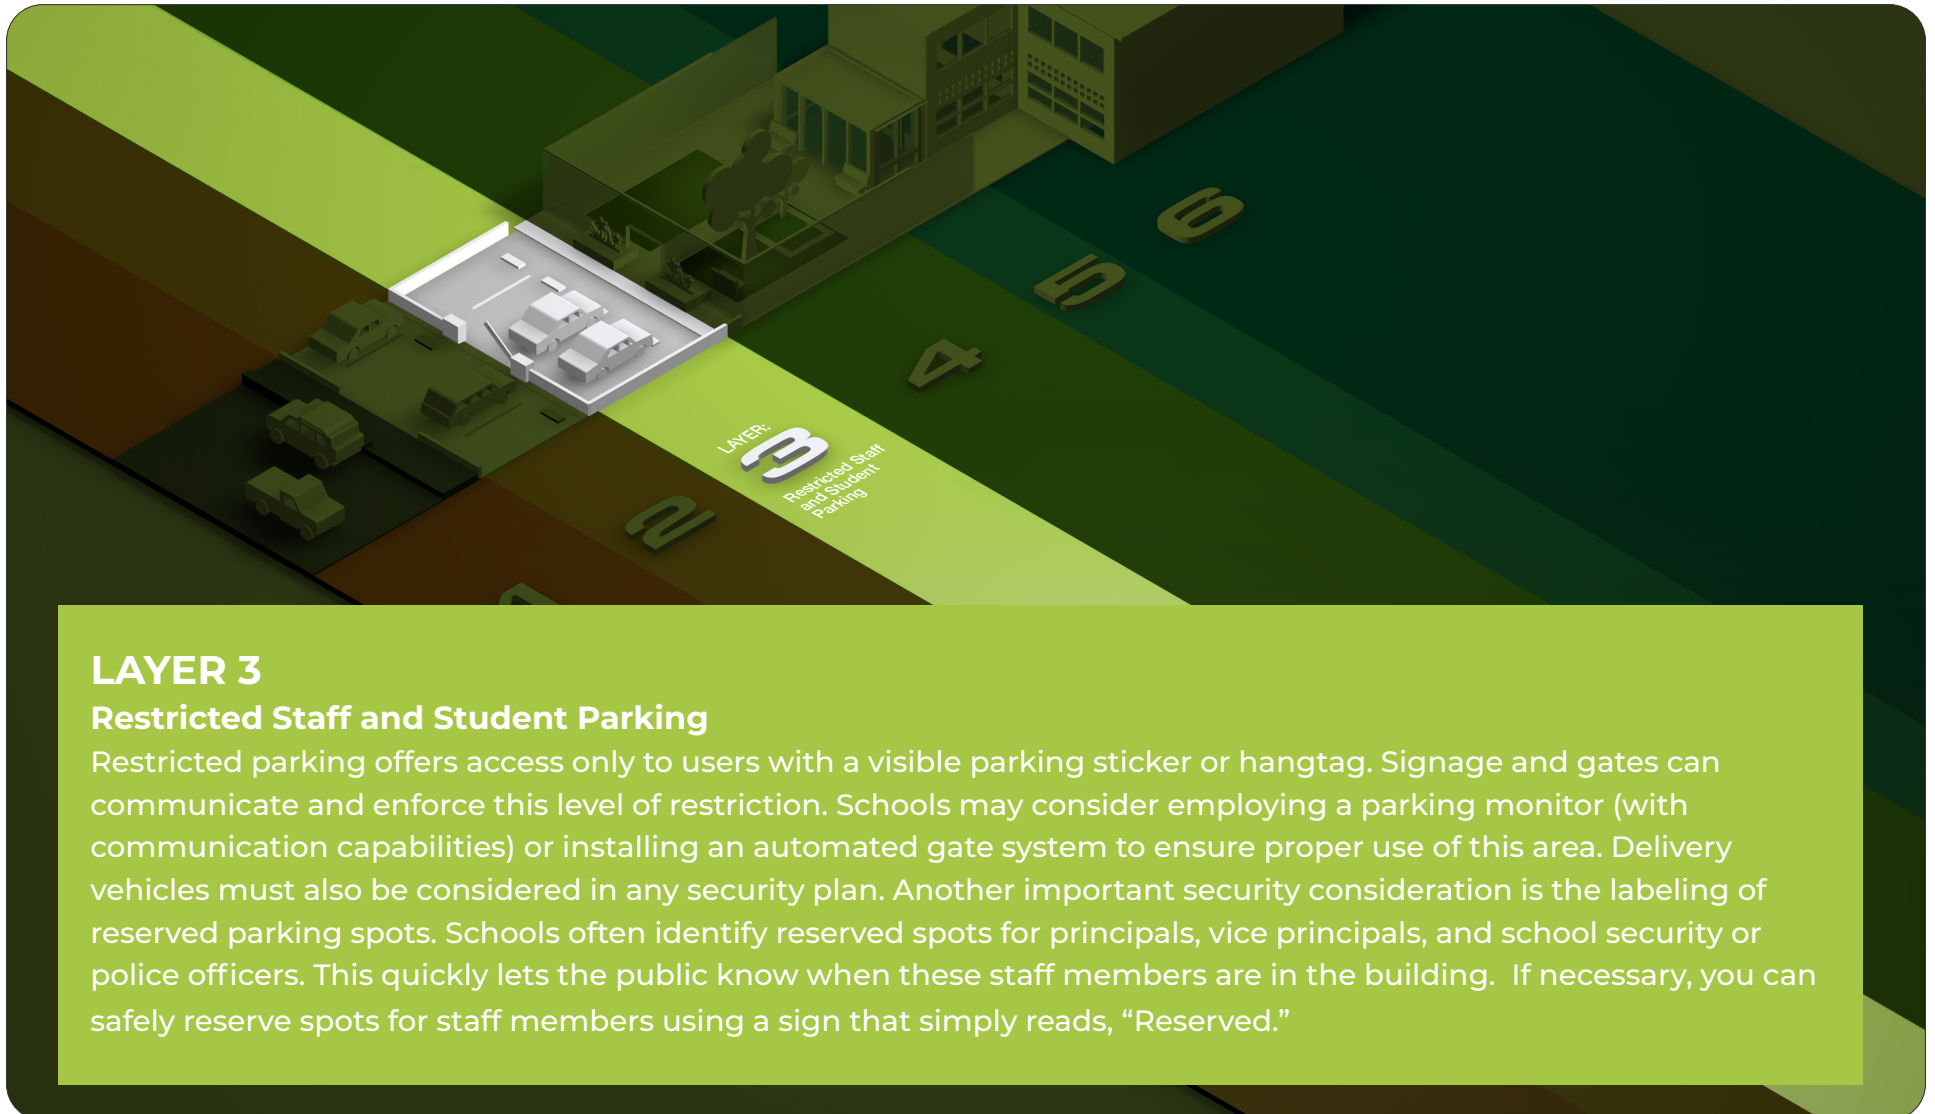 6
5
4
LAYER:
3
Restricted Staff
and Student
Parking
2
1
LAYER 3
Restricted Staff and Student Parking
Restricted parking offers access only to users with a visible parking sticker or hangtag. Signage and gates can
communicate and enforce this level of restriction. Schools may consider employing a parking monitor (with
communication capabilities) or installing an automated gate system to ensure proper use of this area. Delivery
vehicles must also be considered in any security plan. Another important security consideration is the labeling of
reserved parking spots. Schools often identify reserved spots for principals, vice principals, and school security or
police officers. This quickly lets the public know when these staff members are in the building.  If necessary, you can
safely reserve spots for staff members using a sign that simply reads, “Reserved.”